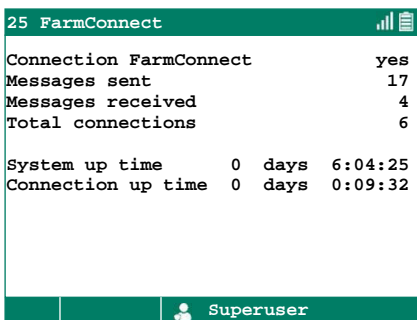 25 FarmConnect
Connection FarmConnect yes
Messages sent 17
Messages received 4
Total connections 6
System up time 0 days 6:04:25
Connection up time 0 days 0:09:32
Superuser